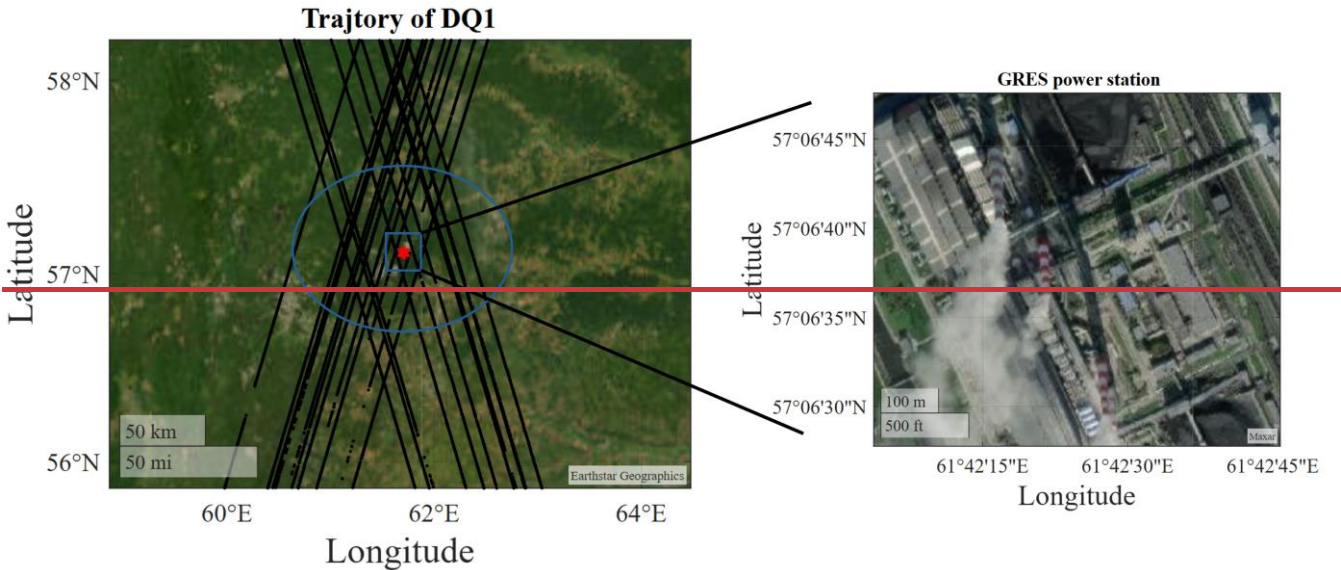 Trajtory of DQ1
58°N
57°N
56°N
Latitude
50 km
50 mi
Earthstar Geographics
60°E
62°E
64°E
Longitude
GRES power station
57°06'45"N
57°06'40"N
57°06'35"N
57°06'30"N
Latitude
100 m
500 ft
Maxar
61°42'15"E
61°42'30"E
61°42'45"E
Longitude